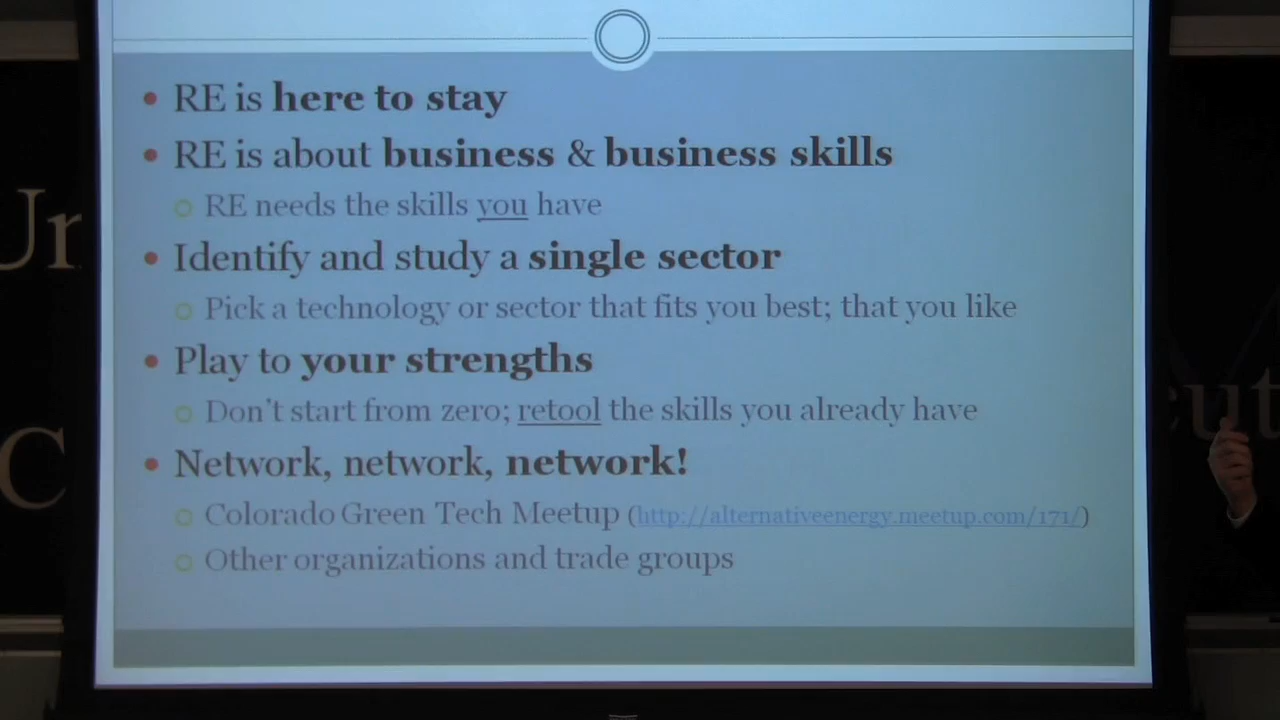 RE is here to stay
RE is about business & business skills
RE needs the skills you have
Identify and study a single sector
Pick a technology or sector that fits you best; that you like
Play to your strengths
Don't start from zero; retool the skills you already have
Network, network, network!
Colorado Green Tech Meetup (http://alternativeenergy.meetup.com/171/)
Other organizations and trade groups
Un
C
cut